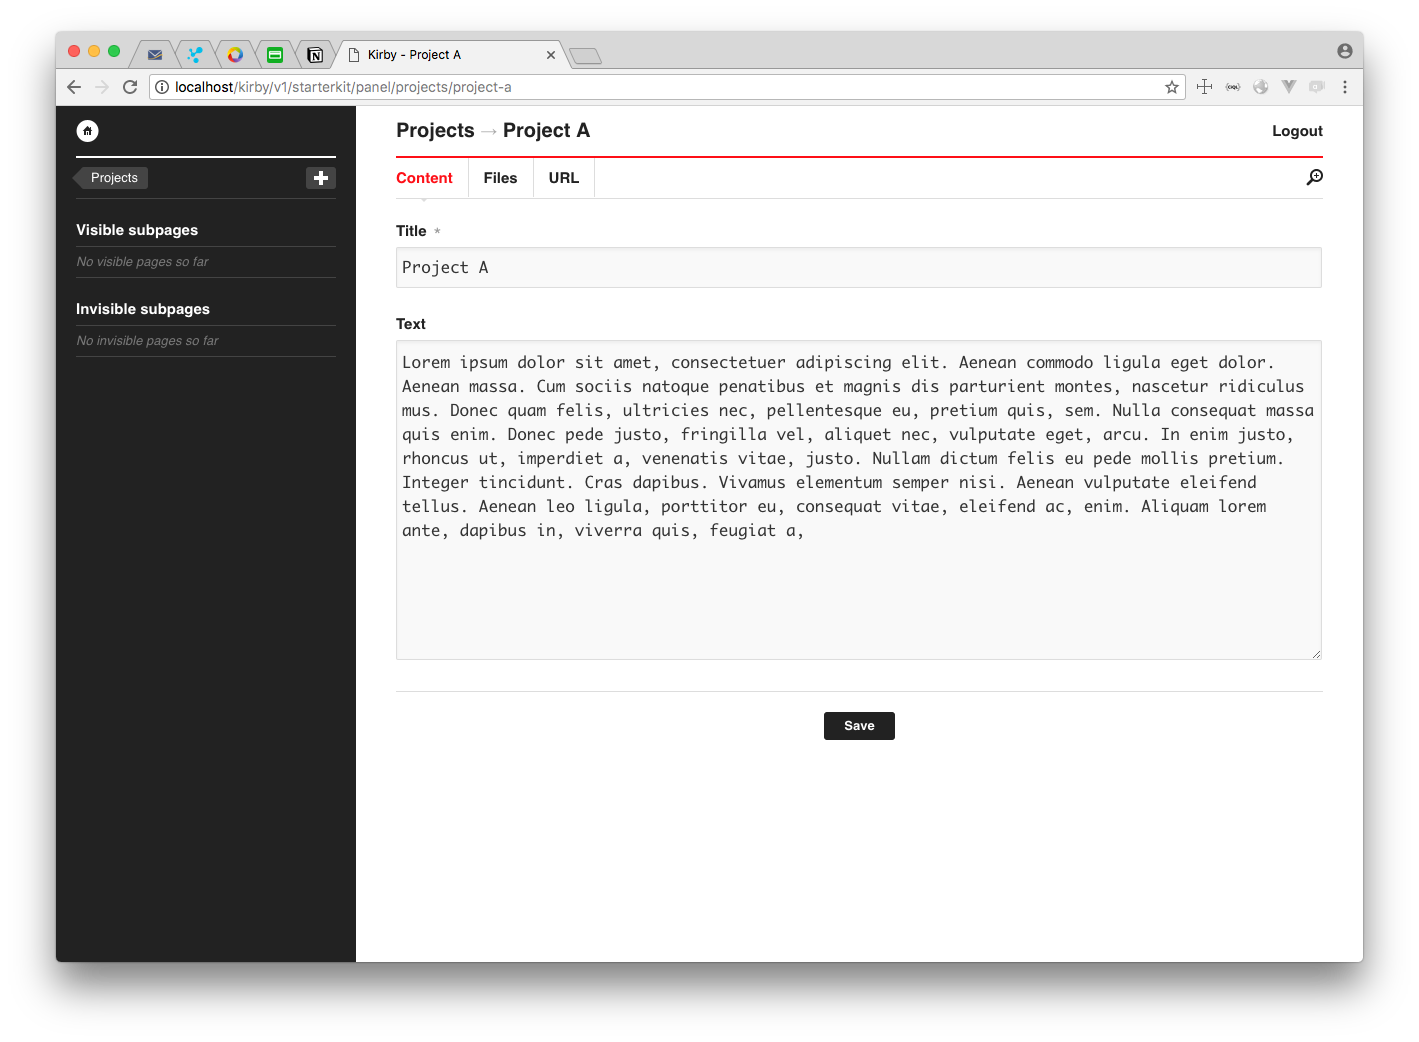 Kirby - Project A
localhost/kirby/v1/starterkit/panel/projects/project-a
Projects → Project A
Logout
Projects
Content
Files
URL
Visible subpages
No visible pages so far
Invisible subpages
No invisible pages so far
Title *
Project A
Text
Lorem ipsum dolor sit amet, consectetuer adipiscing elit. Aenean commodo ligula eget dolor.
Aenean massa. Cum sociis natoque penatibus et magnis dis parturient montes, nascetur ridiculus
mus. Donec quam felis, ultricies nec, pellentesque eu, pretium quis, sem. Nulla consequat massa
quis enim. Donec pede justo, fringilla vel, aliquet nec, vulputate eget, arcu. In enim justo,
rhoncus ut, imperdiet a, venenatis vitae, justo. Nullam dictum felis eu pede mollis pretium.
Integer tincidunt. Cras dapibus. Vivamus elementum semper nisi. Aenean vulputate eleifend
tellus. Aenean leo ligula, porttitor eu, consequat vitae, eleifend ac, enim. Aliquam lorem
ante, dapibus in, viverra quis, feugiat a,
Save